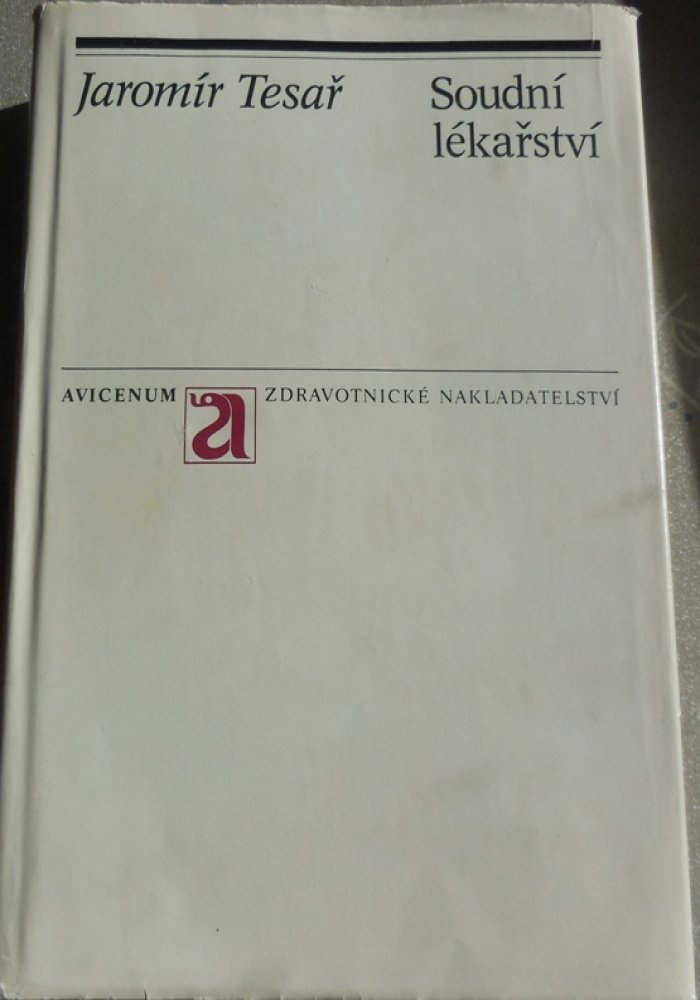 Jaromír Tesař
Soudní
lékařství
AVICENUM a ZDRAVOTNICKÉ NAKLADATELSTVÍ